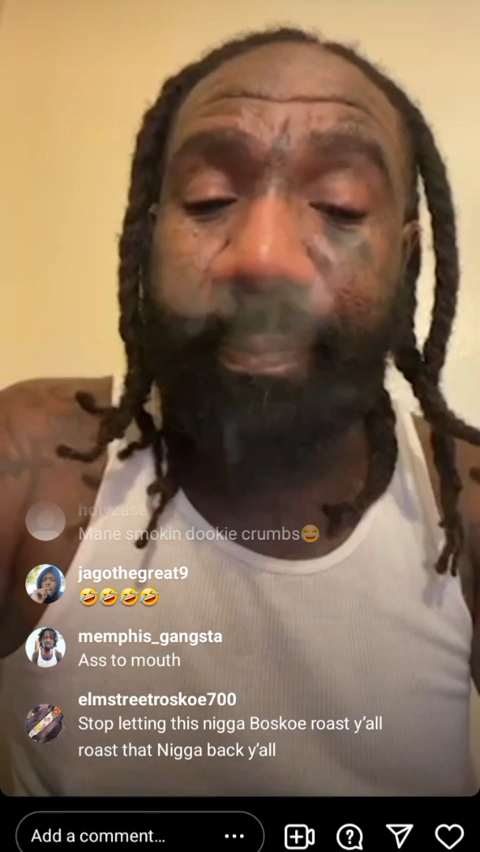 Mane smokin dookie crumbs😅
jagothegreat9
🤣🤣🤣🤣
memphis_gangsta
Ass to mouth
elmstreetroskoe700
Stop letting this nigga Boskoe roast y'all
roast that Nigga back y'all
Add a comment...